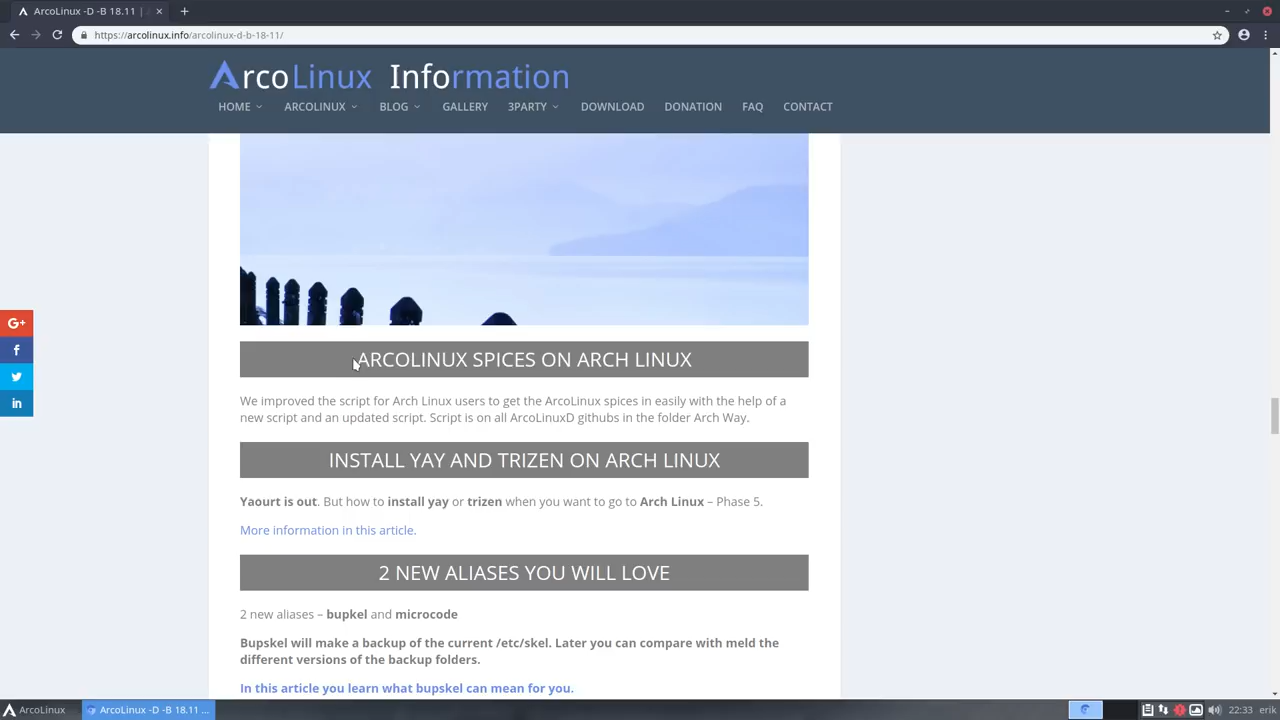 ArcoLinux -D -B 18.11 |
https://arcolinux.info/arcolinux-d-b-18-11/
ArcoLinux Information
HOME ARCOLINUX BLOG GALLERY 3PARTY DOWNLOAD DONATION FAQ CONTACT
G+
f
in
ARCOLINUX SPICES ON ARCH LINUX
We improved the script for Arch Linux users to get the ArcoLinux spices in easily with the help of a
new script and an updated script. Script is on all ArcoLinuxD githubs in the folder Arch Way.
INSTALL YAY AND TRIZEN ON ARCH LINUX
Yaourt is out. But how to install yay or trizen when you want to go to Arch Linux – Phase 5.
More information in this article.
2 NEW ALIASES YOU WILL LOVE
2 new aliases – bupkel and microcode
Bupskel will make a backup of the current /etc/skel. Later you can compare with meld the
different versions of the backup folders.
In this article you learn what bupskel can mean for you.
ArcoLinux ArcoLinux -D -B 18.11 ... 22:33 erik